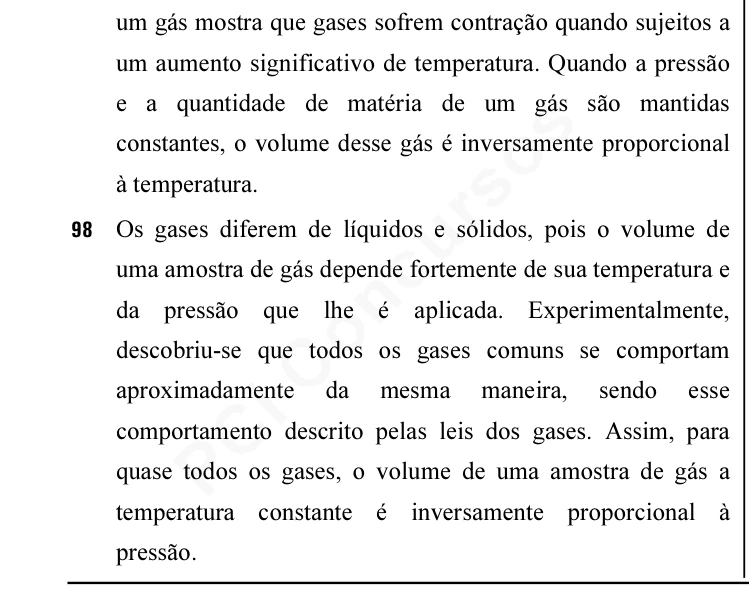 um gás mostra que gases sofrem contração quando sujeitos a
um aumento significativo de temperatura. Quando a pressão
e a quantidade de matéria de um gás são mantidas
constantes, o volume desse gás é inversamente proporcional
à temperatura.
98 Os gases diferem de líquidos e sólidos, pois o volume de
uma amostra de gás depende fortemente de sua temperatura e
da pressão que lhe é aplicada. Experimentalmente,
descobriu-se que todos os gases comuns se comportam
aproximadamente da mesma maneira, sendo esse
comportamento descrito pelas leis dos gases. Assim, para
quase todos os gases, o volume de uma amostra de gás a
temperatura constante é inversamente proporcional à
pressão.
PCI Concursos